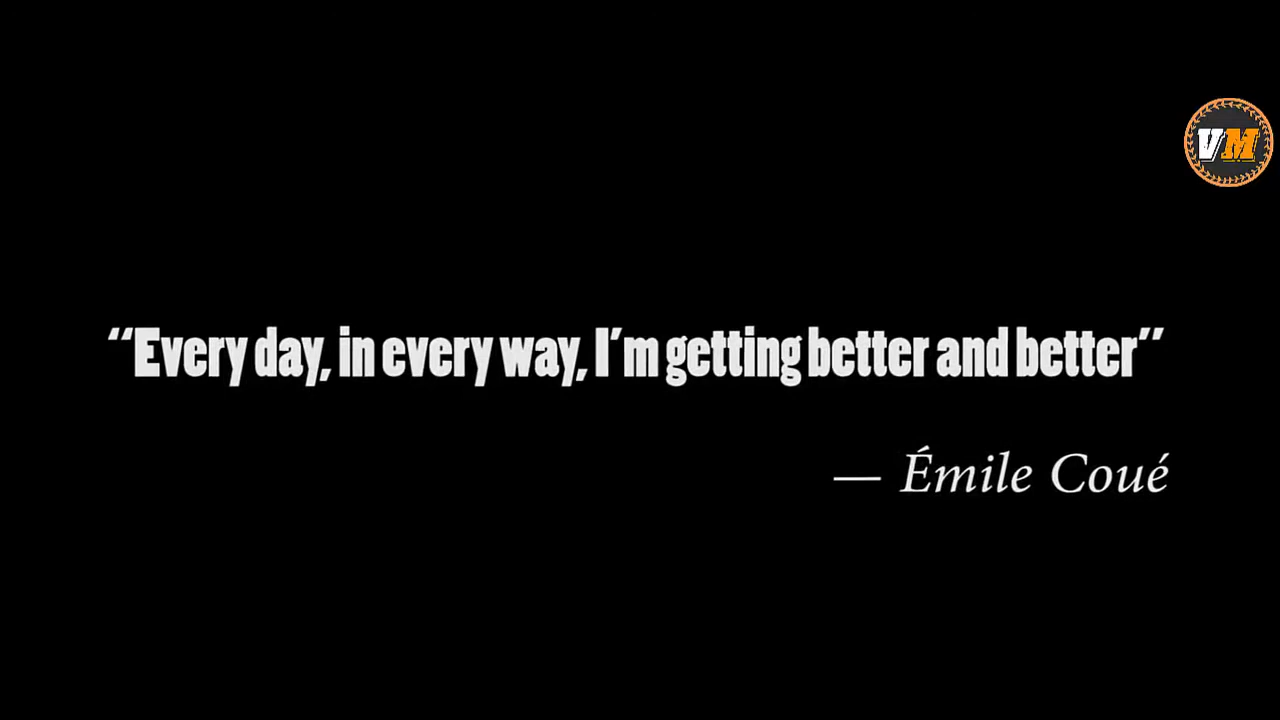 VM
“Every day, in every way, I’m getting better and better”
— Émile Coué